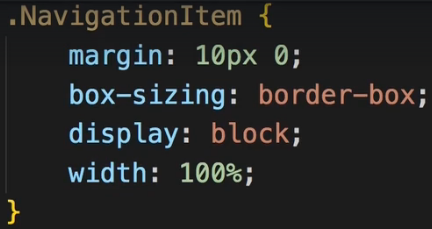 .NavigationItem {
    margin: 10px 0;
    box-sizing: border-box;
    display: block;
    width: 100%;
}